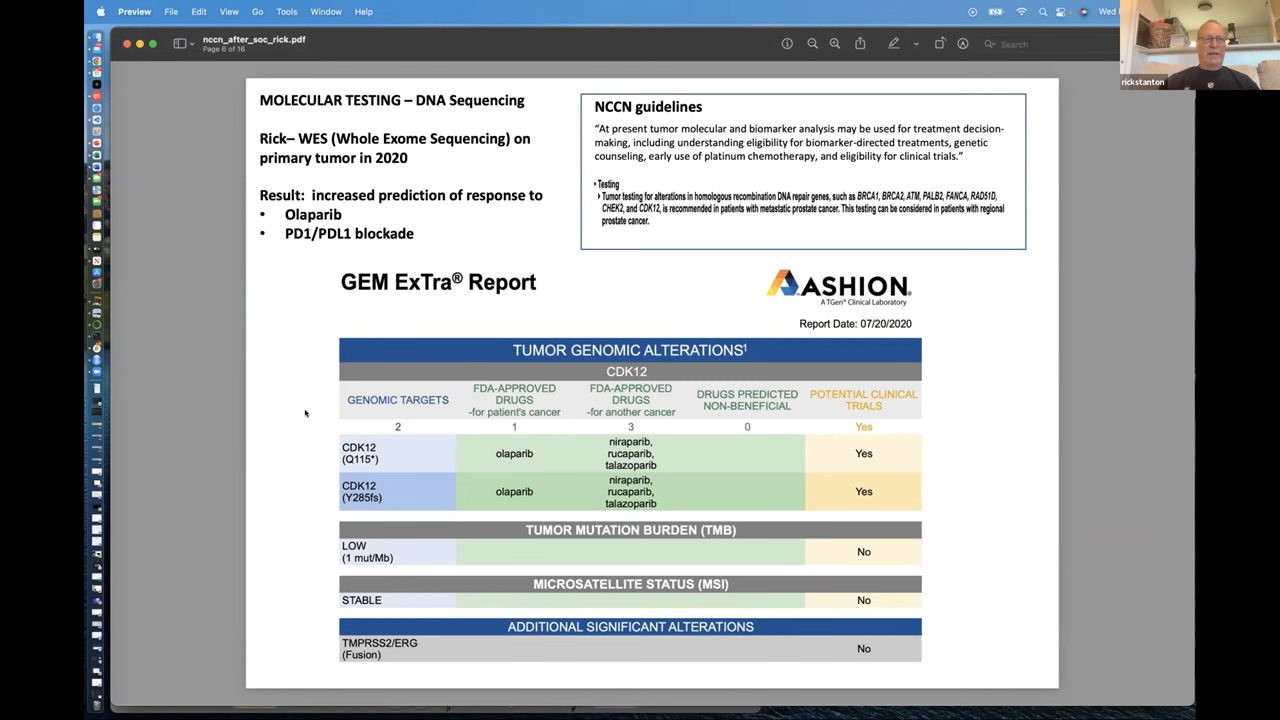 Preview File Edit View Go Tools Window Help
Wed
nccn_after_soc_rick.pdf
Page 6 of 16
Search
rickstanton
MOLECULAR TESTING – DNA Sequencing
Rick– WES (Whole Exome Sequencing) on
primary tumor in 2020
Result: increased prediction of response to
• Olaparib
• PD1/PDL1 blockade
NCCN guidelines
“At present tumor molecular and biomarker analysis may be used for treatment decision-
making, including understanding eligibility for biomarker-directed treatments, genetic
counseling, early use of platinum chemotherapy, and eligibility for clinical trials.”
• Testing
Tumor testing for alterations in homologous recombination DNA repair genes, such as BRCA1, BRCA2, ATM, PALB2, FANCA, RAD51D,
CHEK2, and CDK12, is recommended in patients with metastatic prostate cancer. This testing can be considered in patients with regional
prostate cancer.
GEM ExTra® Report
ASHION®
A TGen® Clinical Laboratory
Report Date: 07/20/2020
TUMOR GENOMIC ALTERATIONS¹
CDK12
GENOMIC TARGETS
FDA-APPROVED
DRUGS
-for patient's cancer
FDA-APPROVED
DRUGS
-for another cancer
DRUGS PREDICTED
NON-BENEFICIAL
POTENTIAL CLINICAL
TRIALS
2 1 3 0 Yes
CDK12
(Q115*)
olaparib
niraparib,
rucaparib,
talazoparib
Yes
CDK12
(Y285fs)
olaparib
niraparib,
rucaparib,
talazoparib
Yes
TUMOR MUTATION BURDEN (TMB)
LOW
(1 mut/Mb)
No
MICROSATELLITE STATUS (MSI)
STABLE No
ADDITIONAL SIGNIFICANT ALTERATIONS
TMPRSS2/ERG
(Fusion)
No